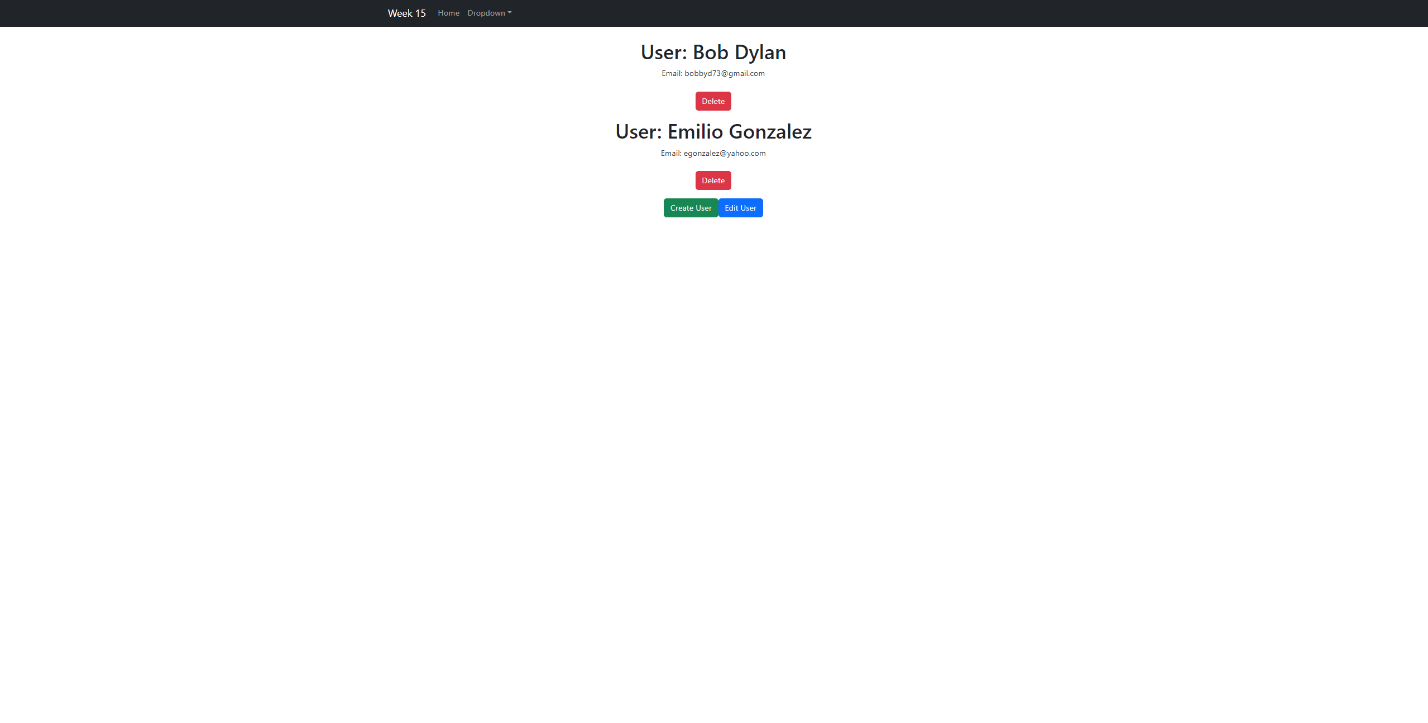 Week 15 Home Dropdown
User: Bob Dylan
Email: bobbyd73@gmail.com
Delete
User: Emilio Gonzalez
Email: egonzalez@yahoo.com
Delete
Create User Edit User